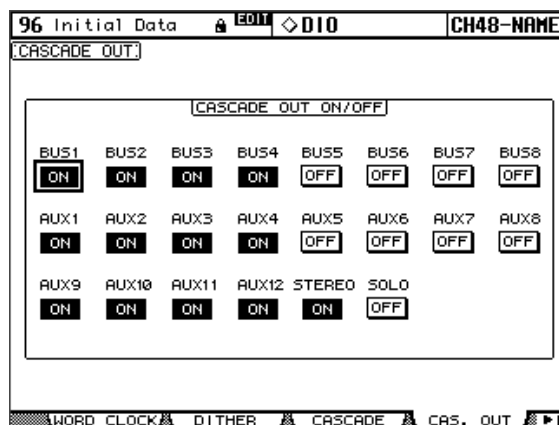 96 Initial Data EDIT ◇DIO CH48-NAME
CASCADE OUT
CASCADE OUT ON/OFF
BUS1 BUS2 BUS3 BUS4 BUS5 BUS6 BUS7 BUS8
ON ON ON ON OFF OFF OFF OFF
AUX1 AUX2 AUX3 AUX4 AUX5 AUX6 AUX7 AUX8
ON ON ON ON OFF OFF OFF OFF
AUX9 AUX10 AUX11 AUX12 STEREO SOLO
ON ON ON ON ON OFF
WORD CLOCK DITHER CASCADE CAS. OUT